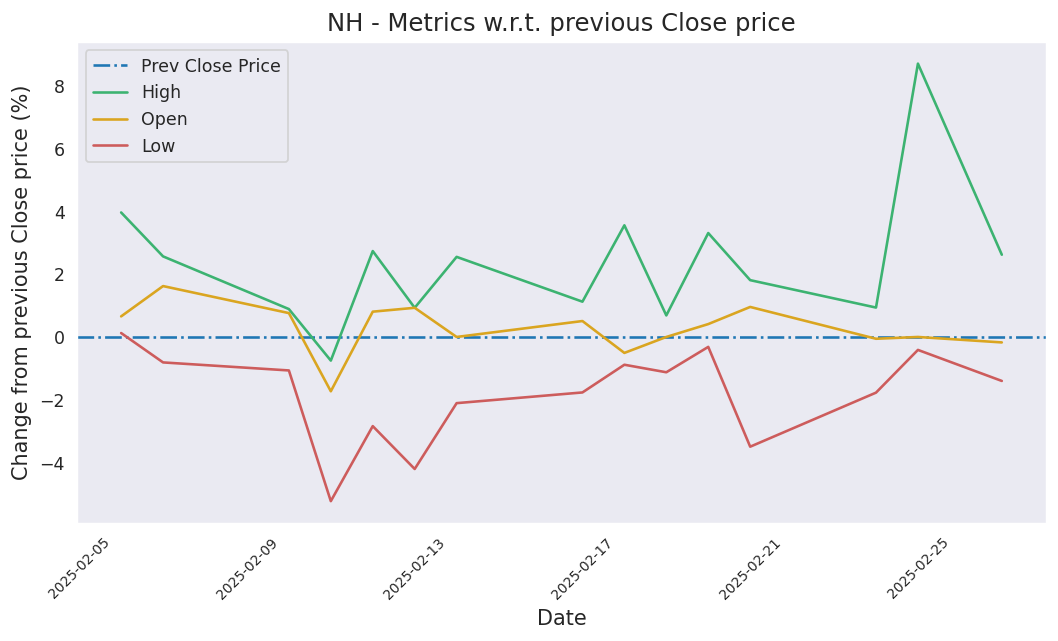 NH - Metrics w.r.t. previous Close price
Prev Close Price
High
Open
Low
Change from previous Close price (%)
8
6
4
2
0
−2
−4
2025-02-05
2025-02-09
2025-02-13
2025-02-17
2025-02-21
2025-02-25
Date